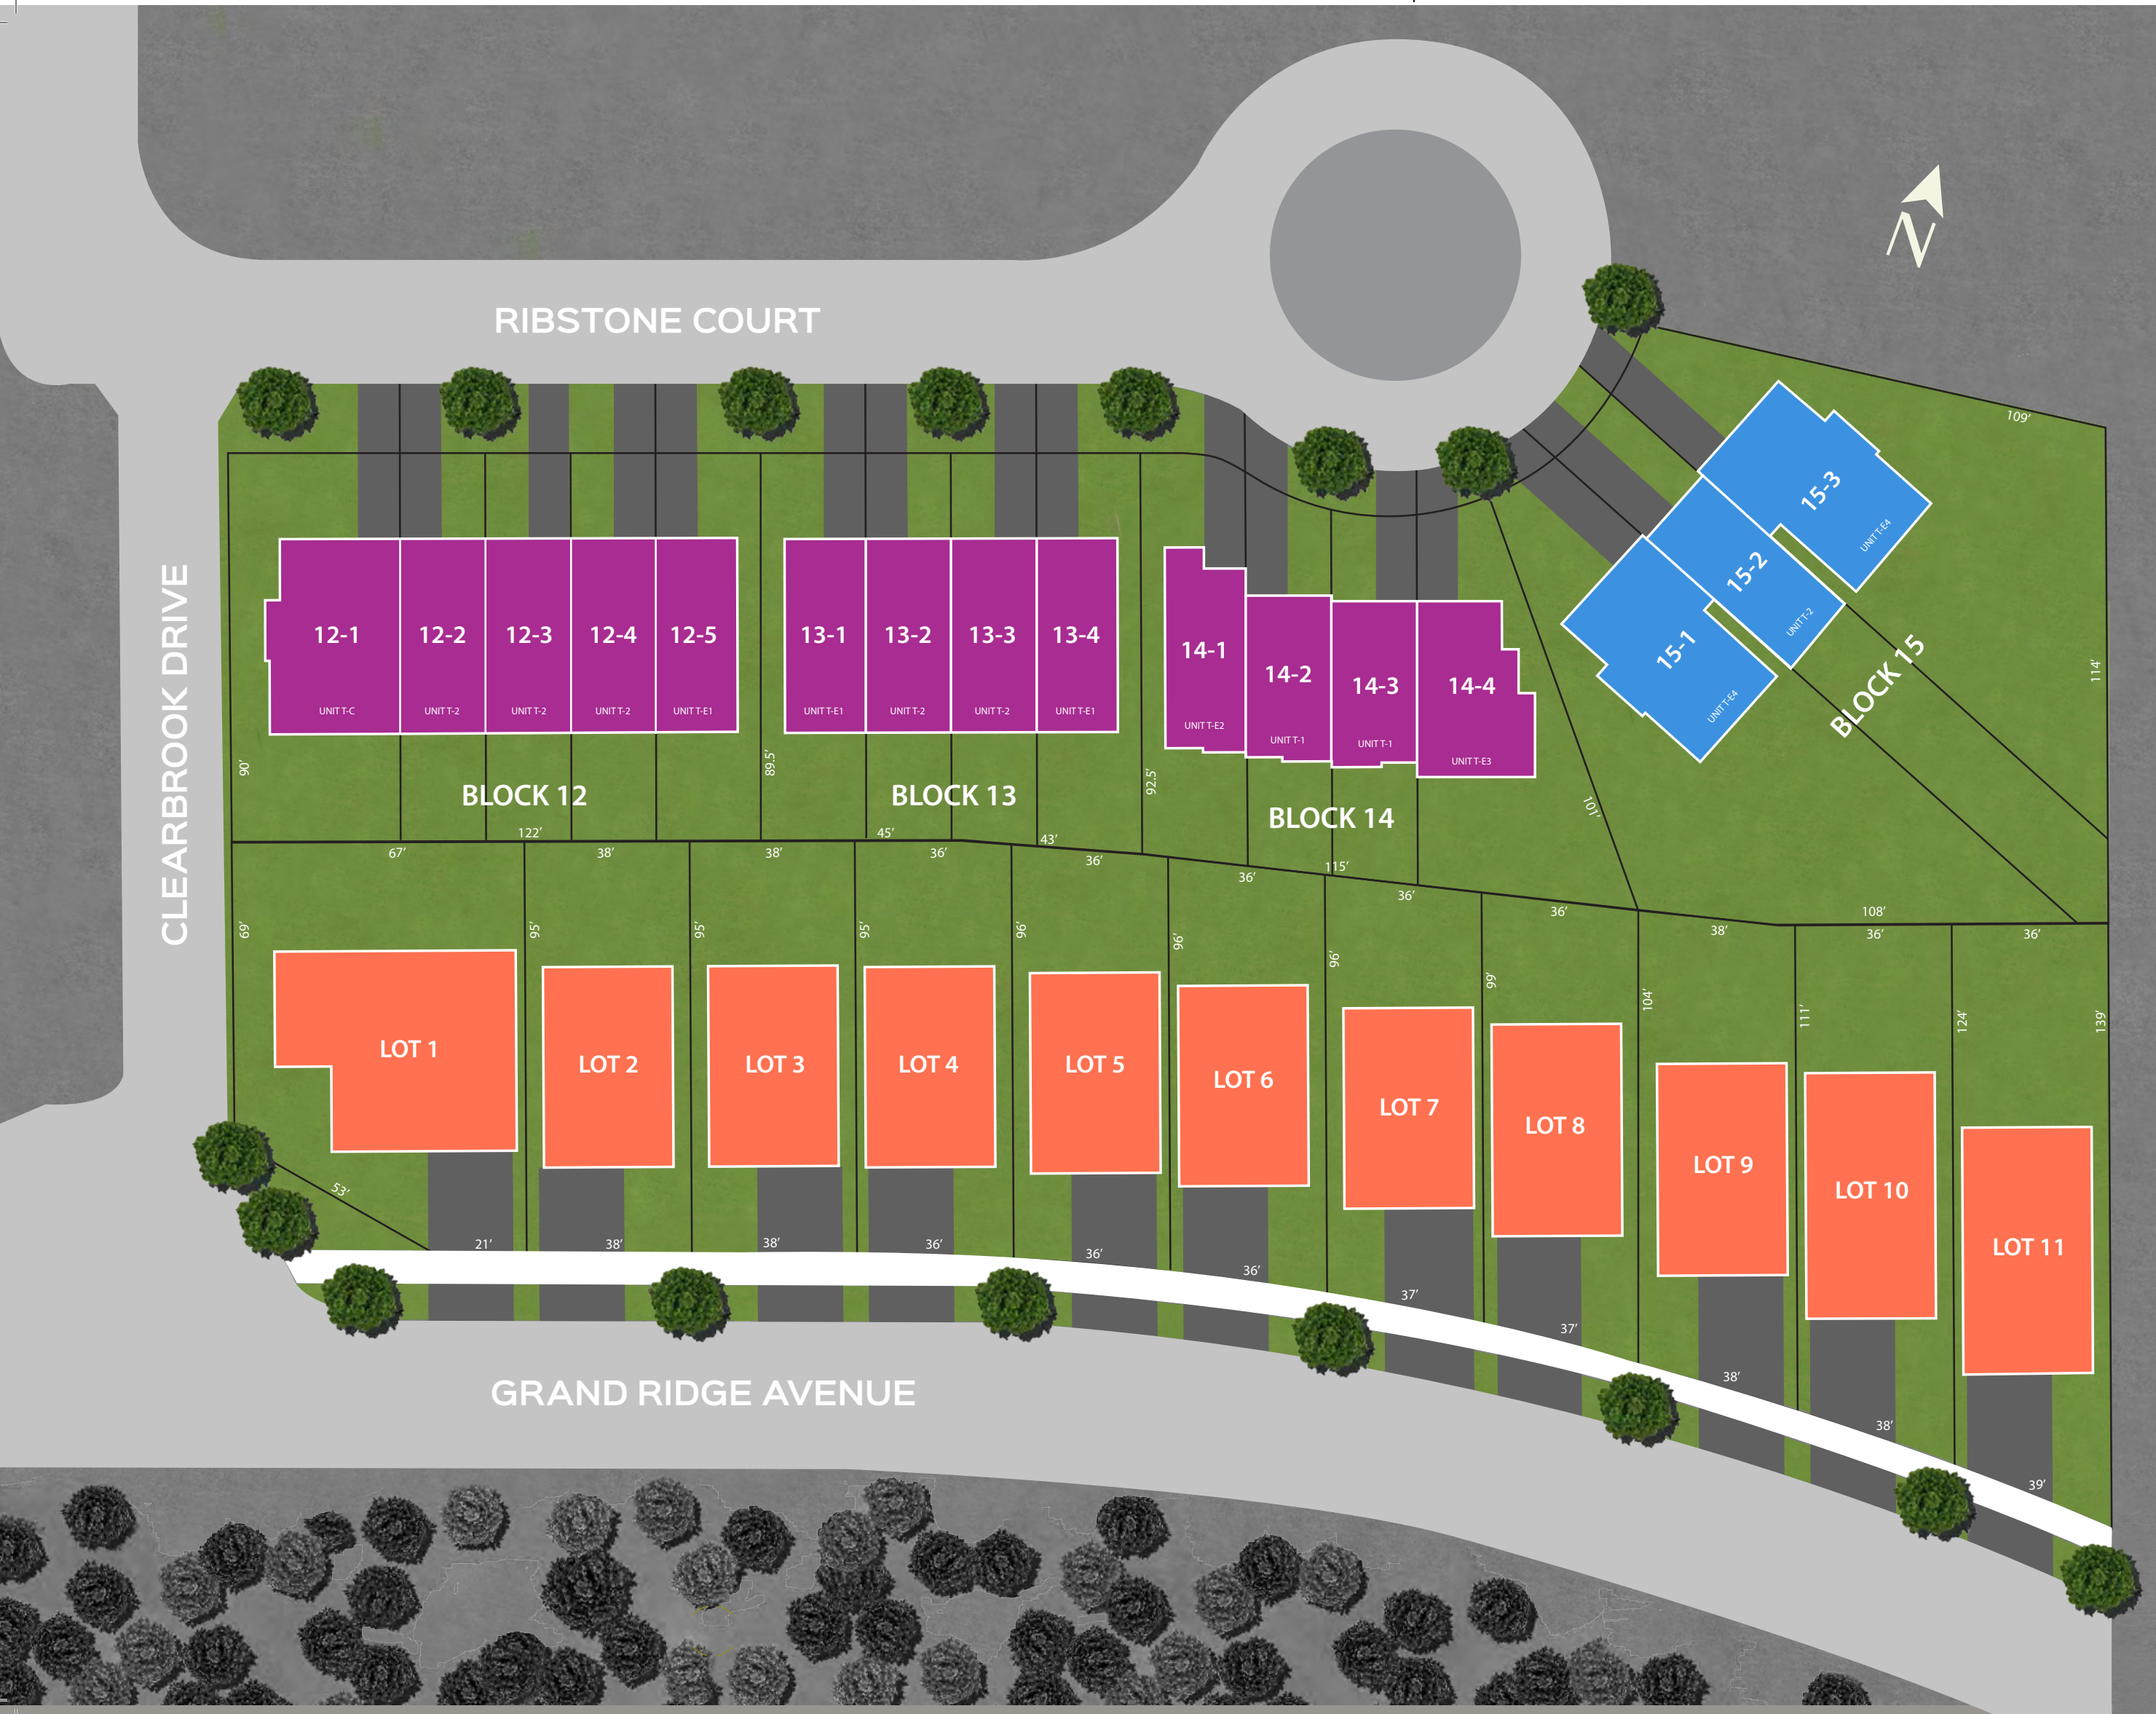 N
RIBSTONE COURT
CLEARBROOK DRIVE
109'
114'
15-3
UNIT T-E4
15-2
UNIT T-2
15-1
UNIT T-E4
BLOCK 15
12-1
UNIT T-C
12-2
UNIT T-2
12-3
UNIT T-2
12-4
UNIT T-2
12-5
UNIT T-E1
13-1
UNIT T-E1
13-2
UNIT T-2
13-3
UNIT T-2
13-4
UNIT T-E1
14-1
UNIT T-E2
14-2
UNIT T-1
14-3
UNIT T-1
14-4
UNIT T-E3
90'
BLOCK 12
89.5'
BLOCK 13
92.5'
BLOCK 14
101'
122'
45'
43'
115'
108'
67'
38'
38'
36'
36'
36'
36'
36'
38'
36'
36'
69'
95'
95'
95'
96'
96'
96'
99'
104'
111'
124'
139'
LOT 1
LOT 2
LOT 3
LOT 4
LOT 5
LOT 6
LOT 7
LOT 8
LOT 9
LOT 10
LOT 11
53'
21'
38'
38'
36'
36'
36'
37'
37'
38'
38'
39'
GRAND RIDGE AVENUE